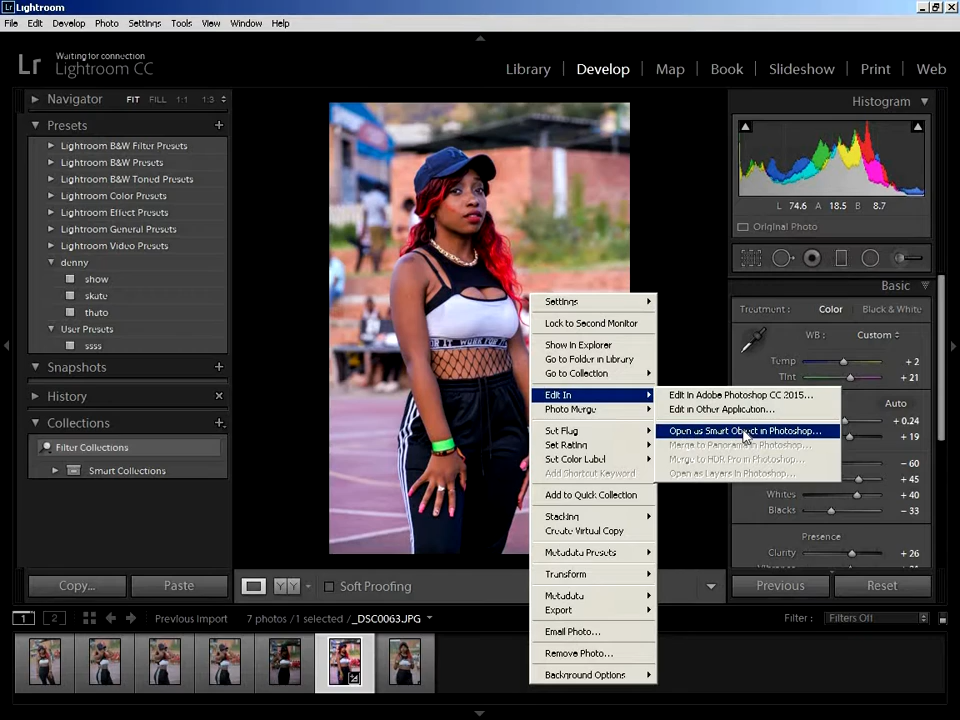 Lightroom
File Edit Develop Photo Settings Tools View Window Help
Lr Waiting for connection
Lightroom CC
Library Develop Map Book Slideshow Print Web
Navigator FIT FILL 1:1 1:3
Presets
Lightroom B&W Filter Presets
Lightroom B&W Presets
Lightroom B&W Toned Presets
Lightroom Color Presets
Lightroom Effect Presets
Lightroom General Presets
Lightroom Video Presets
denny
show
skate
thato
User Presets
ssss
Snapshots
History
Collections
Filter Collections
Smart Collections
Copy... Paste
FOR IT WORK FOR IT
Settings
Lock to Second Monitor
Show in Explorer
Go to Folder in Library
Go to Collection
Edit In
Photo Merge
Set Flag
Set Rating
Set Color Label
Add Shortcut Keyword
Add to Quick Collection
Stacking
Create Virtual Copy
Metadata Presets
Transform
Metadata
Export
Email Photo...
Remove Photo...
Background Options
Edit in Adobe Photoshop CC 2015...
Edit in Other Application...
Open as Smart Object in Photoshop...
Merge to Panorama in Photoshop...
Merge to HDR Pro in Photoshop...
Open as Layers in Photoshop...
Histogram
L 74.6 A 18.5 B 8.7
Original Photo
Basic
Treatment: Color Black & White
WB: Custom
Temp + 2
Tint + 21
Auto
+ 0.24
+ 19
- 60
+ 45
Whites + 40
Blacks - 33
Presence
Clarity + 26
YY Soft Proofing
Previous Reset
1 2 Previous Import 7 photos / 1 selected / _DSC0063.JPG Filter : Filters Off